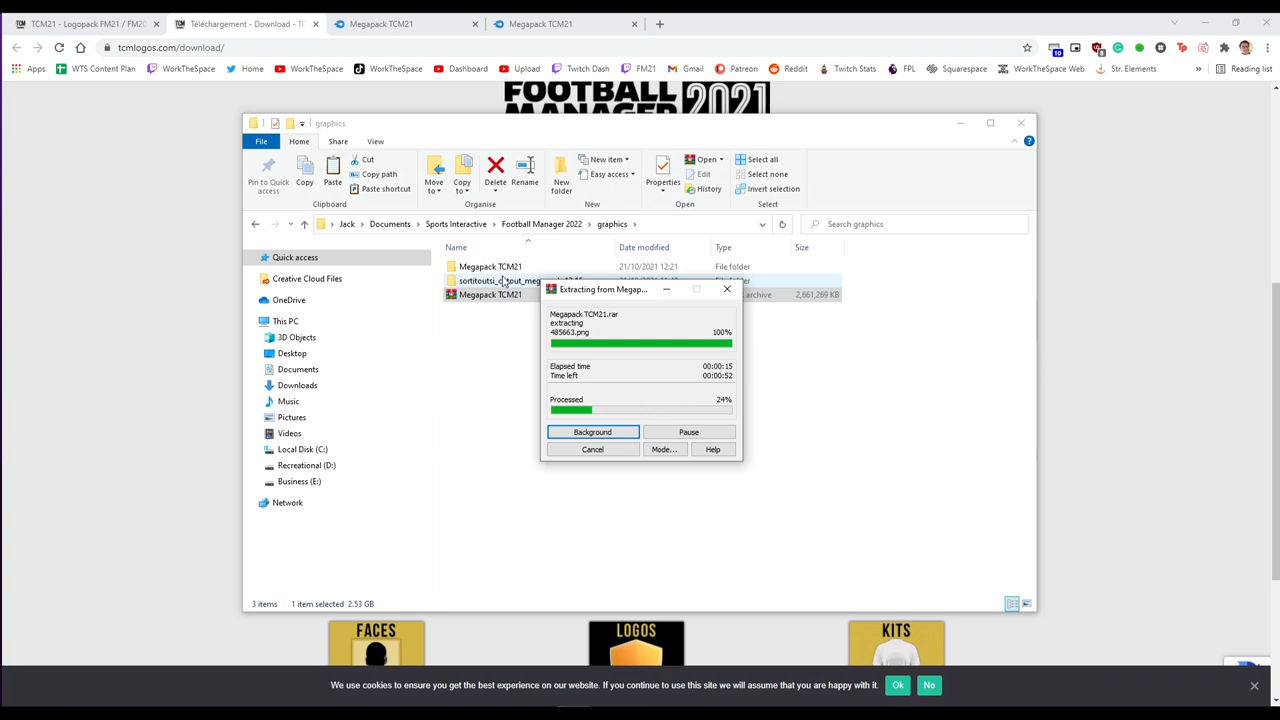 TCM21 - Logopack FM21 / FM20
Téléchargement - Download - TC
Megapack TCM21
Megapack TCM21
tcmlogos.com/download/
Apps
WTS Content Plan
WorkTheSpace
Home
WorkTheSpace
WorkTheSpace
Dashboard
Upload
Twitch Dash
FM21
Gmail
Patreon
Reddit
Twitch Stats
FPL
Squarespace
WorkTheSpace Web
Str. Elements
Reading list
FOOTBALL
MANAGER 2021
graphics
File
Home
Share
View
Pin to Quick
access
Copy
Paste
Cut
Copy path
Paste shortcut
Clipboard
Move
to
Copy
to
Delete
Rename
Organise
New
folder
New item
Easy access
New
Properties
Open
Edit
History
Open
Select all
Select none
Invert selection
Select
Jack > Documents > Sports Interactive > Football Manager 2022 > graphics >
Search graphics
Name
Date modified
Type
Size
Quick access
Creative Cloud Files
OneDrive
This PC
3D Objects
Desktop
Documents
Downloads
Music
Pictures
Videos
Local Disk (C:)
Recreational (D:)
Business (E:)
Network
Megapack TCM21 21/10/2021 12:21 File folder
Megapack TCM21 archive 2,661,269 KB
Extracting from Megap...
Megapack TCM21.rar
extracting
485663.png 100%
Elapsed time 00:00:15
Time left 00:00:52
Processed 24%
Background
Pause
Cancel
Mode...
Help
3 items 1 item selected 2.53 GB
FACES
LOGOS
KITS
We use cookies to ensure you get the best experience on our website. If you continue to use this site we will assume that you are happy with it.
Ok
No